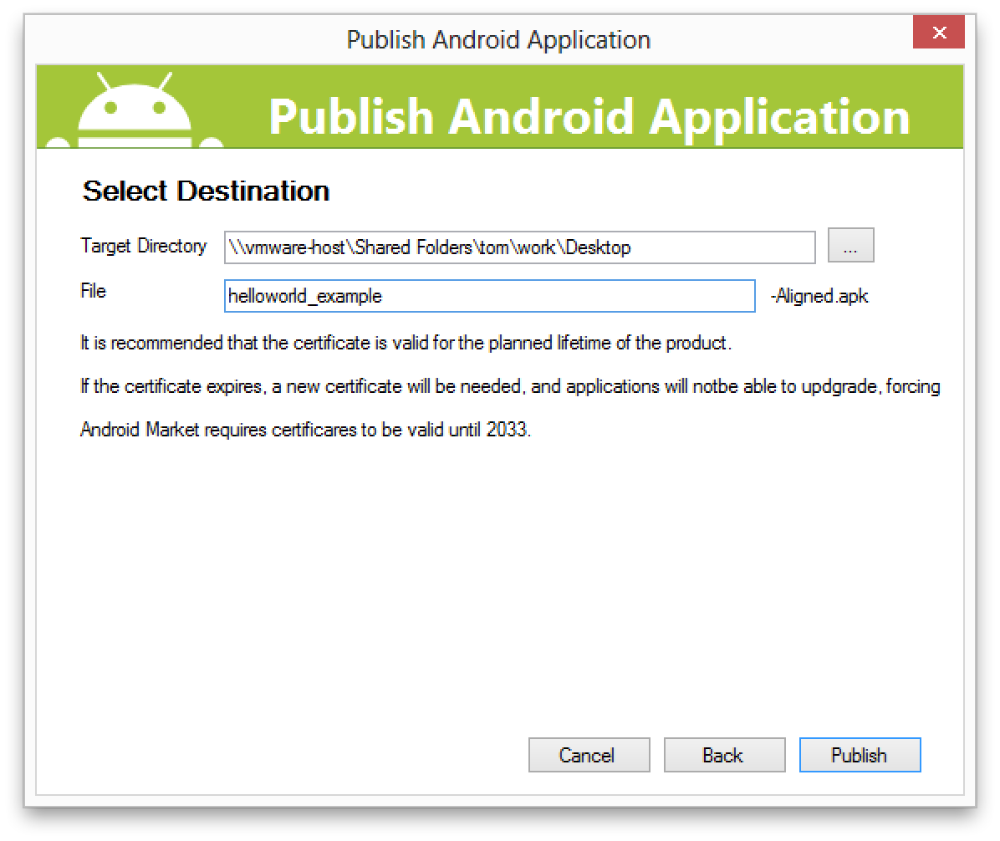 Publish Android Application
Publish Android Application
Select Destination
Target Directory \\vmware-host\Shared Folders\tom\work\Desktop ...
File helloworld_example -Aligned.apk
It is recommended that the certificate is valid for the planned lifetime of the product.
If the certificate expires, a new certificate will be needed, and applications will notbe able to updgrade, forcing
Android Market requires certificares to be valid until 2033.
Cancel Back Publish